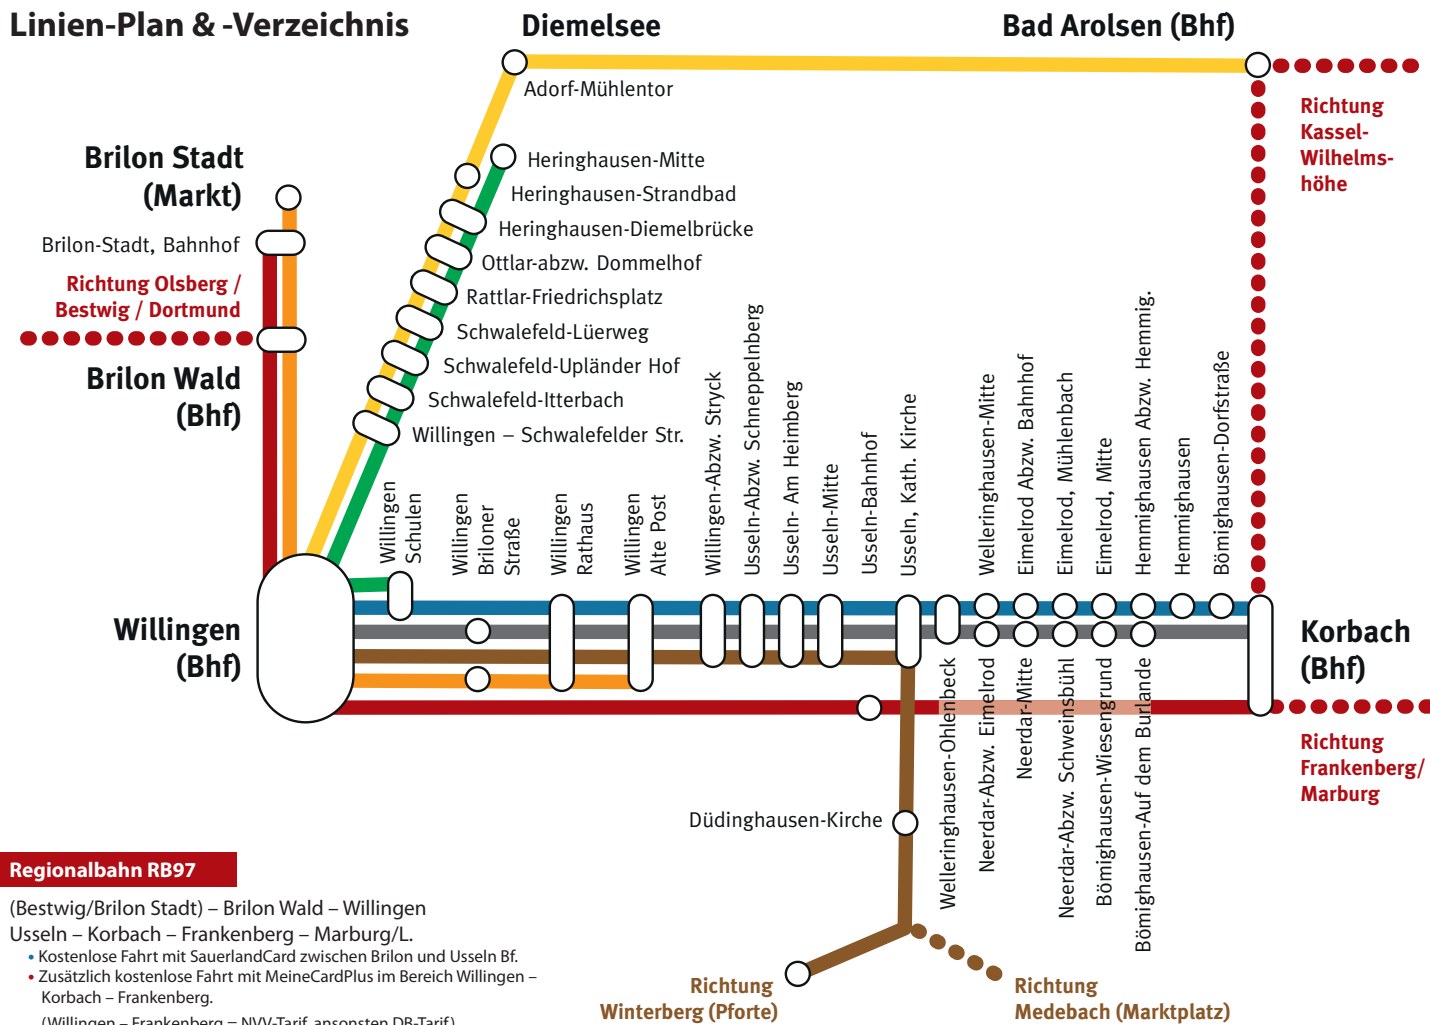 Linien-Plan & -Verzeichnis
Diemelsee
Bad Arolsen (Bhf)
Adorf-Mühlentor
Richtung
Kassel-
Wilhelms-
höhe
Brilon Stadt
(Markt)
Heringhausen-Mitte
Heringhausen-Strandbad
Heringhausen-Diemelbrücke
Brilon-Stadt, Bahnhof
Ottlar-abzw. Dommelhof
Richtung Olsberg /
Bestwig / Dortmund
Rattlar-Friedrichsplatz
Schwalefeld-Lüerweg
Brilon Wald
(Bhf)
Schwalefeld-Upländer Hof
Schwalefeld-Itterbach
Willingen – Schwalefelder Str.
Willingen
Schulen
Willingen
Briloner
Straße
Willingen
Rathaus
Willingen
Alte Post
Willingen-Abzw. Stryck
Usseln-Abzw. Schneppelnberg
Usseln- Am Heimberg
Usseln-Mitte
Usseln-Bahnhof
Usseln, Kath. Kirche
Welleringhausen-Mitte
Eimelrod Abzw. Bahnhof
Eimelrod, Mühlenbach
Eimelrod, Mitte
Hemmighausen Abzw. Hemmig.
Hemmighausen
Bömighausen-Dorfstraße
Willingen
(Bhf)
Korbach
(Bhf)
Welleringhausen-Ohlenbeck
Neerdar-Abzw. Eimelrod
Neerdar-Mitte
Neerdar-Abzw. Schweinsbühl
Bömighausen-Wiesengrund
Bömighausen-Auf dem Burlande
Richtung
Frankenberg/
Marburg
Düdinghausen-Kirche
Richtung
Winterberg (Pforte)
Richtung
Medebach (Marktplatz)
Regionalbahn RB97
(Bestwig/Brilon Stadt) – Brilon Wald – Willingen
Usseln – Korbach – Frankenberg – Marburg/L.
• Kostenlose Fahrt mit SauerlandCard zwischen Brilon und Usseln Bf.
• Zusätzlich kostenlose Fahrt mit MeineCardPlus im Bereich Willingen –
Korbach – Frankenberg.
(Willingen – Frankenberg = NVV-Tarif, ansonsten DB-Tarif)